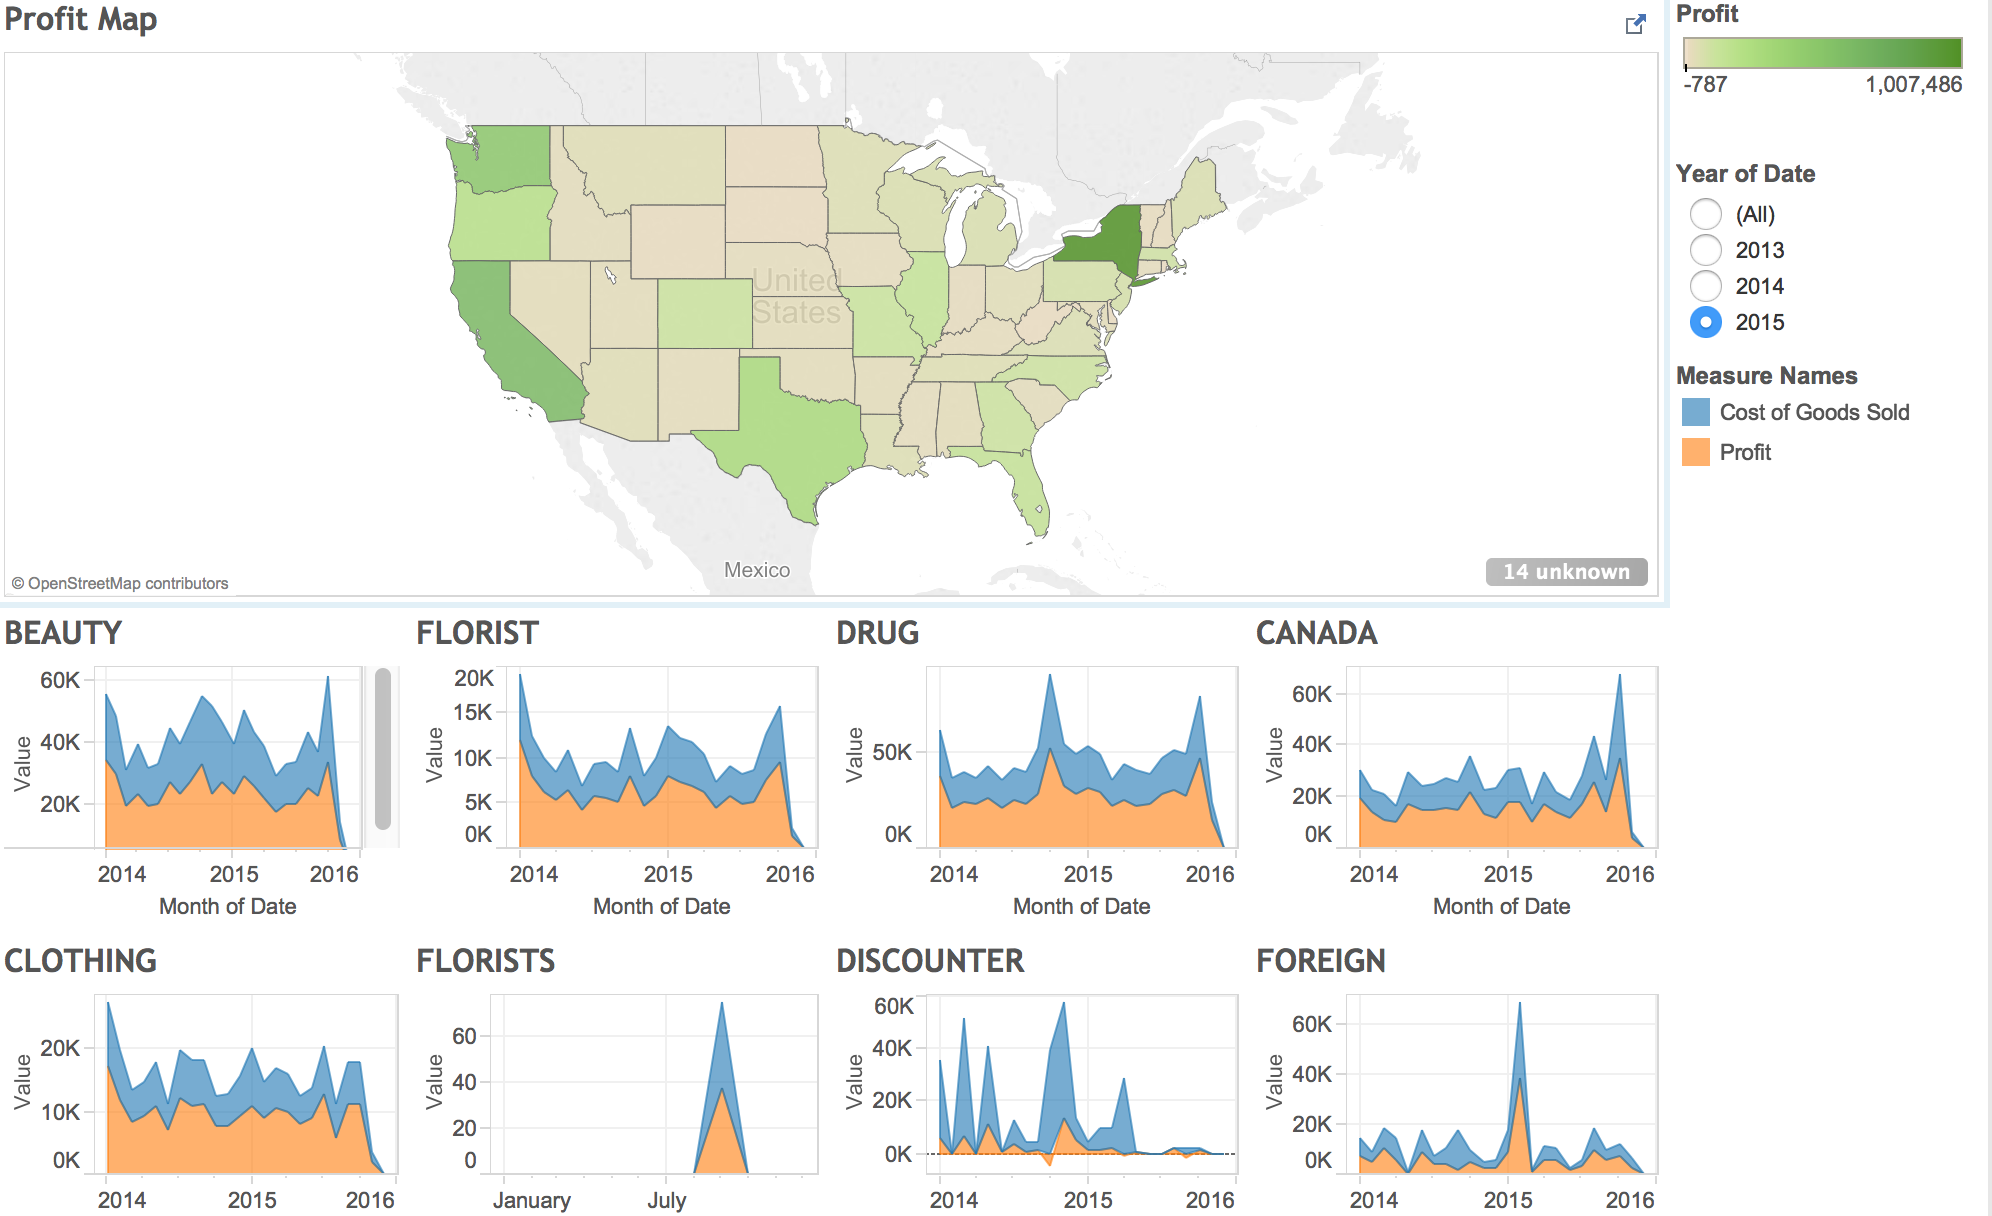 Profit Map
Profit
-787 1,007,486
United
States
Mexico
© OpenStreetMap contributors
14 unknown
Year of Date
(All)
2013
2014
2015
Measure Names
Cost of Goods Sold
Profit
BEAUTY
60K
40K
20K
Value
2014 2015 2016
Month of Date
FLORIST
20K
15K
10K
5K
0K
Value
2014 2015 2016
Month of Date
DRUG
50K
0K
Value
2014 2015 2016
Month of Date
CANADA
60K
40K
20K
0K
Value
2014 2015 2016
Month of Date
CLOTHING
20K
10K
0K
Value
2014 2015 2016
FLORISTS
60
40
20
0
Value
January July
DISCOUNTER
60K
40K
20K
0K
Value
2014 2015 2016
FOREIGN
60K
40K
20K
0K
Value
2014 2015 2016